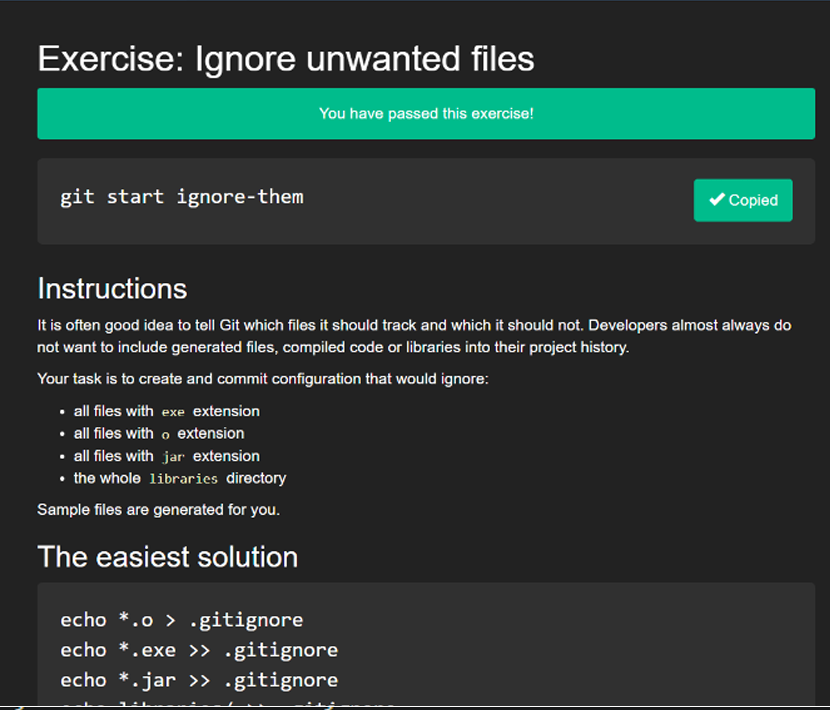 Exercise: Ignore unwanted files
You have passed this exercise!
git start ignore-them
Copied
Instructions
It is often good idea to tell Git which files it should track and which it should not. Developers almost always do
not want to include generated files, compiled code or libraries into their project history.
Your task is to create and commit configuration that would ignore:
• all files with exe extension
• all files with o extension
• all files with jar extension
• the whole libraries directory
Sample files are generated for you.
The easiest solution
echo *.o > .gitignore
echo *.exe >> .gitignore
echo *.jar >> .gitignore
echo libraries/ >> .gitignore